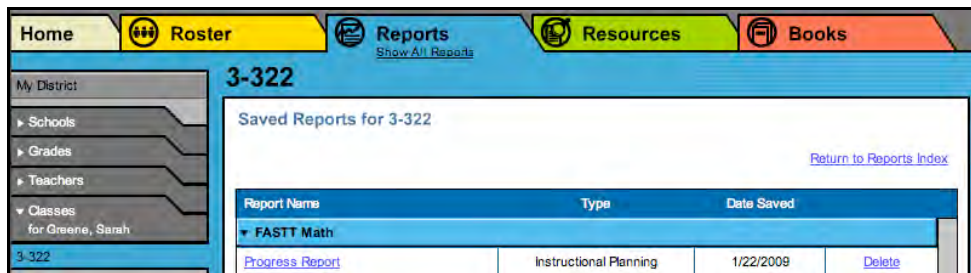 Home
Roster
Reports
Show All Reports
Resources
Books
My District
Schools
Grades
Teachers
Classes
for Greene, Sarah
3-322
3-322
Saved Reports for 3-322
Return to Reports Index
Report Name Type Date Saved
FASTT Math
Progress Report Instructional Planning 1/22/2009 Delete